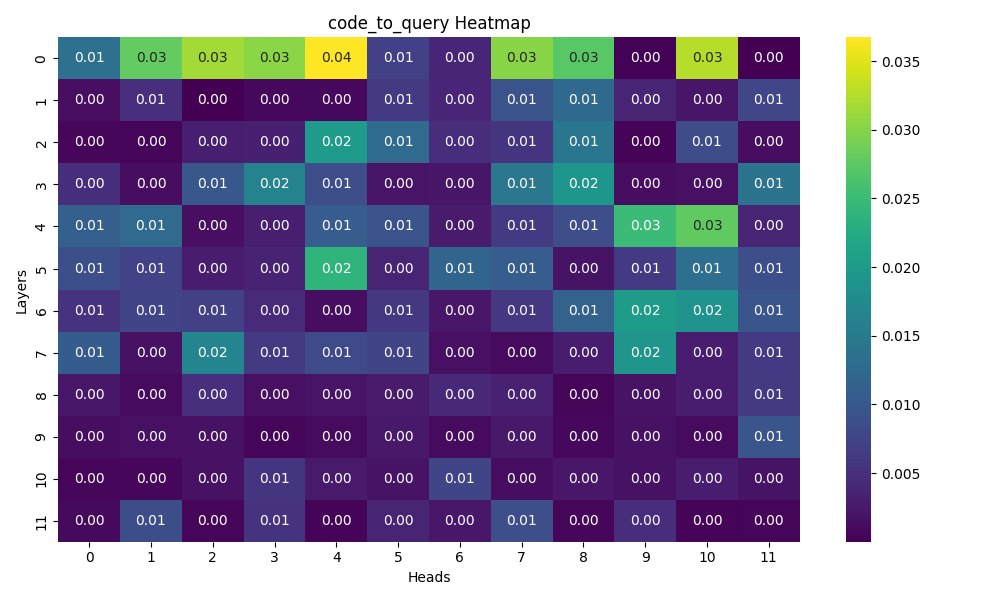 code_to_query Heatmap
0 0.01 0.03 0.03 0.03 0.04 0.01 0.00 0.03 0.03 0.00 0.03 0.00
1 0.00 0.01 0.00 0.00 0.00 0.01 0.00 0.01 0.01 0.00 0.00 0.01
2 0.00 0.00 0.00 0.00 0.02 0.01 0.00 0.01 0.01 0.00 0.01 0.00
3 0.00 0.00 0.01 0.02 0.01 0.00 0.00 0.01 0.02 0.00 0.00 0.01
4 0.01 0.01 0.00 0.00 0.01 0.01 0.00 0.01 0.01 0.03 0.03 0.00
5 0.01 0.01 0.00 0.00 0.02 0.00 0.01 0.01 0.00 0.01 0.01 0.01
6 0.01 0.01 0.01 0.00 0.00 0.01 0.00 0.01 0.01 0.02 0.02 0.01
7 0.01 0.00 0.02 0.01 0.01 0.01 0.00 0.00 0.00 0.02 0.00 0.01
8 0.00 0.00 0.00 0.00 0.00 0.00 0.00 0.00 0.00 0.00 0.00 0.01
9 0.00 0.00 0.00 0.00 0.00 0.00 0.00 0.00 0.00 0.00 0.00 0.01
10 0.00 0.00 0.00 0.01 0.00 0.00 0.01 0.00 0.00 0.00 0.00 0.00
11 0.00 0.01 0.00 0.01 0.00 0.00 0.00 0.01 0.00 0.00 0.00 0.00
0 1 2 3 4 5 6 7 8 9 10 11
Heads
Layers
0.035
0.030
0.025
0.020
0.015
0.010
0.005